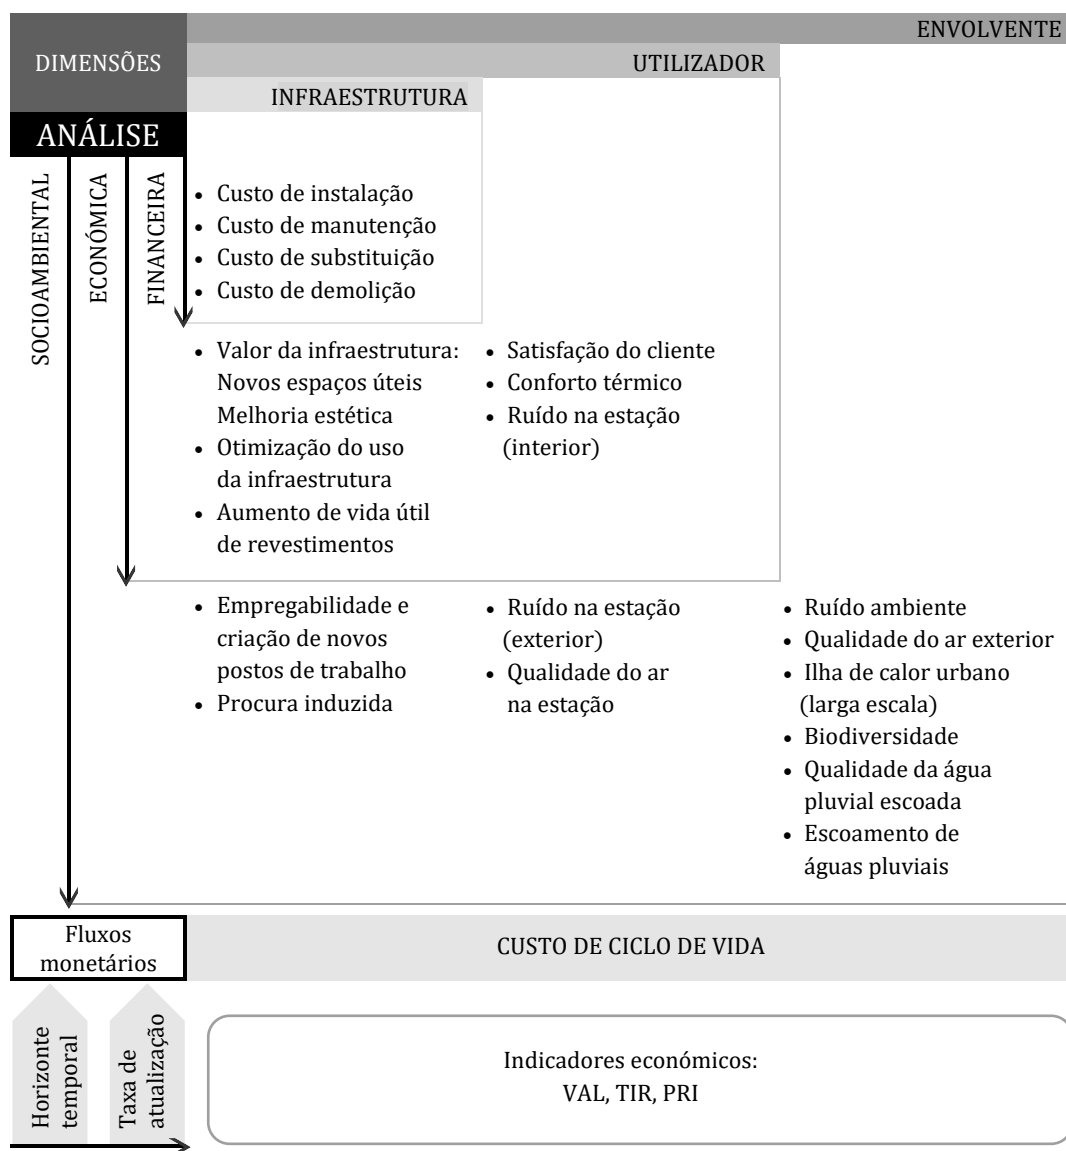 ENVOLVENTE
DIMENSÕES
UTILIZADOR
INFRAESTRUTURA
ANÁLISE
SOCIOAMBIENTAL
ECONÓMICA
FINANCEIRA
• Custo de instalação
• Custo de manutenção
• Custo de substituição
• Custo de demolição
• Valor da infraestrutura:
Novos espaços úteis
Melhoria estética
• Otimização do uso
da infraestrutura
• Aumento de vida útil
de revestimentos
• Satisfação do cliente
• Conforto térmico
• Ruído na estação
(interior)
• Empregabilidade e
criação de novos
postos de trabalho
• Procura induzida
• Ruído na estação
(exterior)
• Qualidade do ar
na estação
• Ruído ambiente
• Qualidade do ar exterior
• Ilha de calor urbano
(larga escala)
• Biodiversidade
• Qualidade da água
pluvial escoada
• Escoamento de
águas pluviais
Fluxos
monetários
CUSTO DE CICLO DE VIDA
Horizonte
temporal
Taxa de
atualização
Indicadores económicos:
VAL, TIR, PRI